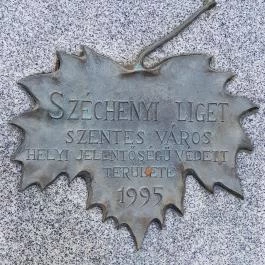 SZÉCHENYI LIGET
SZENTES VÁROS
HELYI JELENTŐSÉGŰ VÉDETT
TERÜLETE
1995